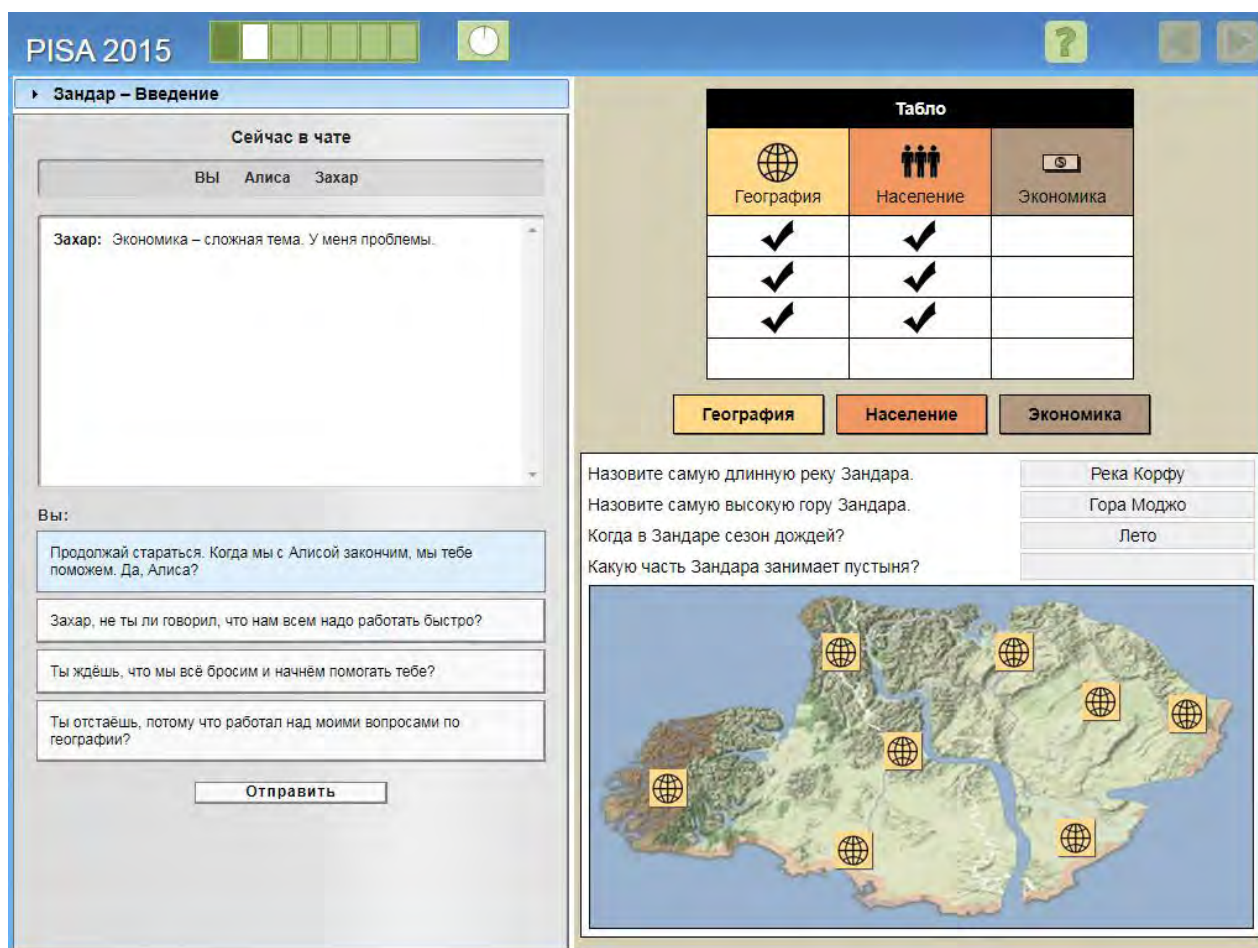 PISA 2015
?
Зандар – Введение
Сейчас в чате
ВЫ Алиса Захар
Захар: Экономика – сложная тема. У меня проблемы.
Вы:
Продолжай стараться. Когда мы с Алисой закончим, мы тебе
поможем. Да, Алиса?
Захар, не ты ли говорил, что нам всем надо работать быстро?
Ты ждёшь, что мы всё бросим и начнём помогать тебе?
Ты отстаёшь, потому что работал над моими вопросами по
географии?
Отправить
Табло
География Население Экономика
География Население Экономика
Назовите самую длинную реку Зандара. Река Корфу
Назовите самую высокую гору Зандара. Гора Моджо
Когда в Зандаре сезон дождей? Лето
Какую часть Зандара занимает пустыня?